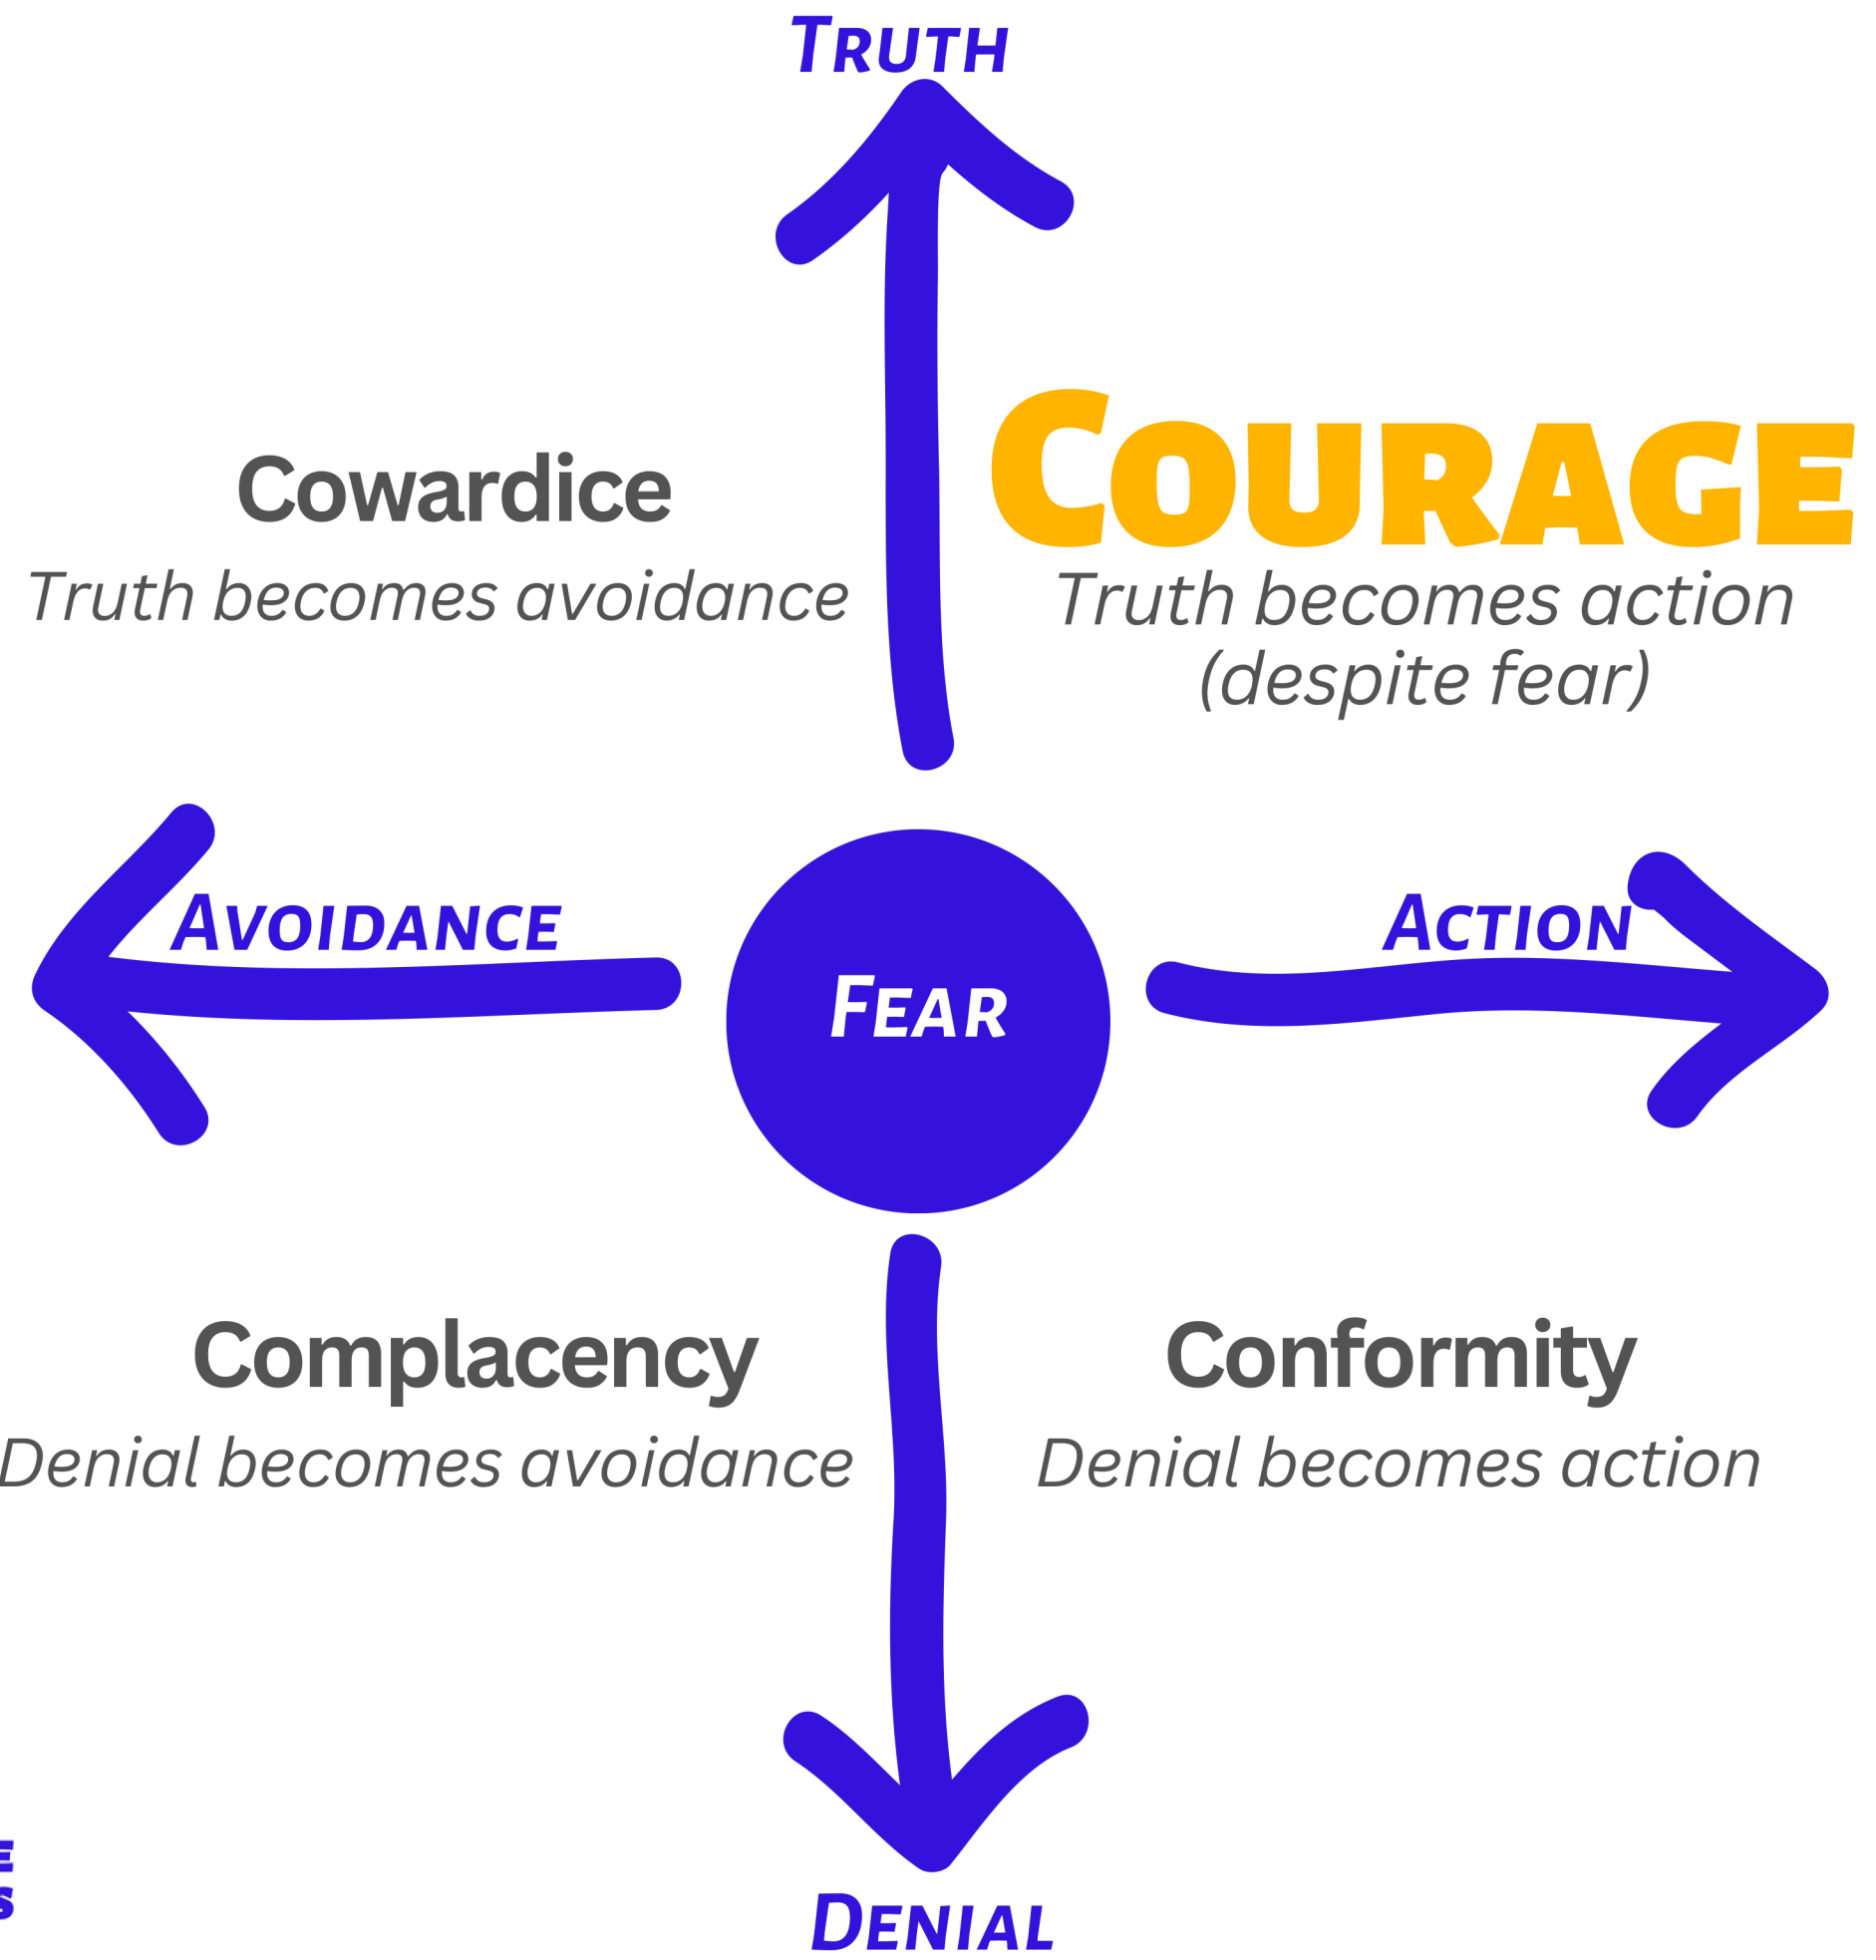 TRUTH
Cowardice
Truth becomes avoidance
COURAGE
Truth becomes action
(despite fear)
AVOIDANCE
FEAR
ACTION
Complacency
Denial becomes avoidance
Conformity
Denial becomes action
E
S
DENIAL